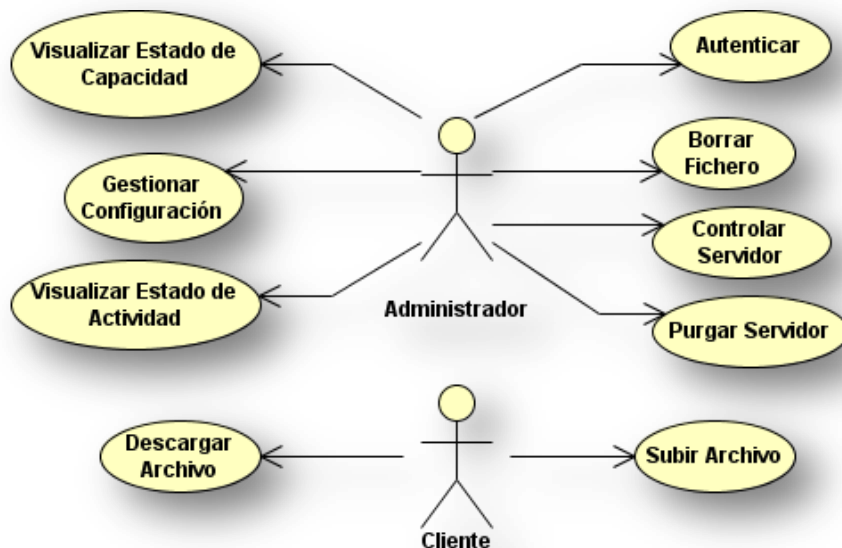 Visualizar Estado de
Capacidad
Autenticar
Borrar
Fichero
Gestionar
Configuración
Controlar
Servidor
Visualizar Estado de
Actividad
Administrador
Purgar Servidor
Descargar
Archivo
Subir Archivo
Cliente